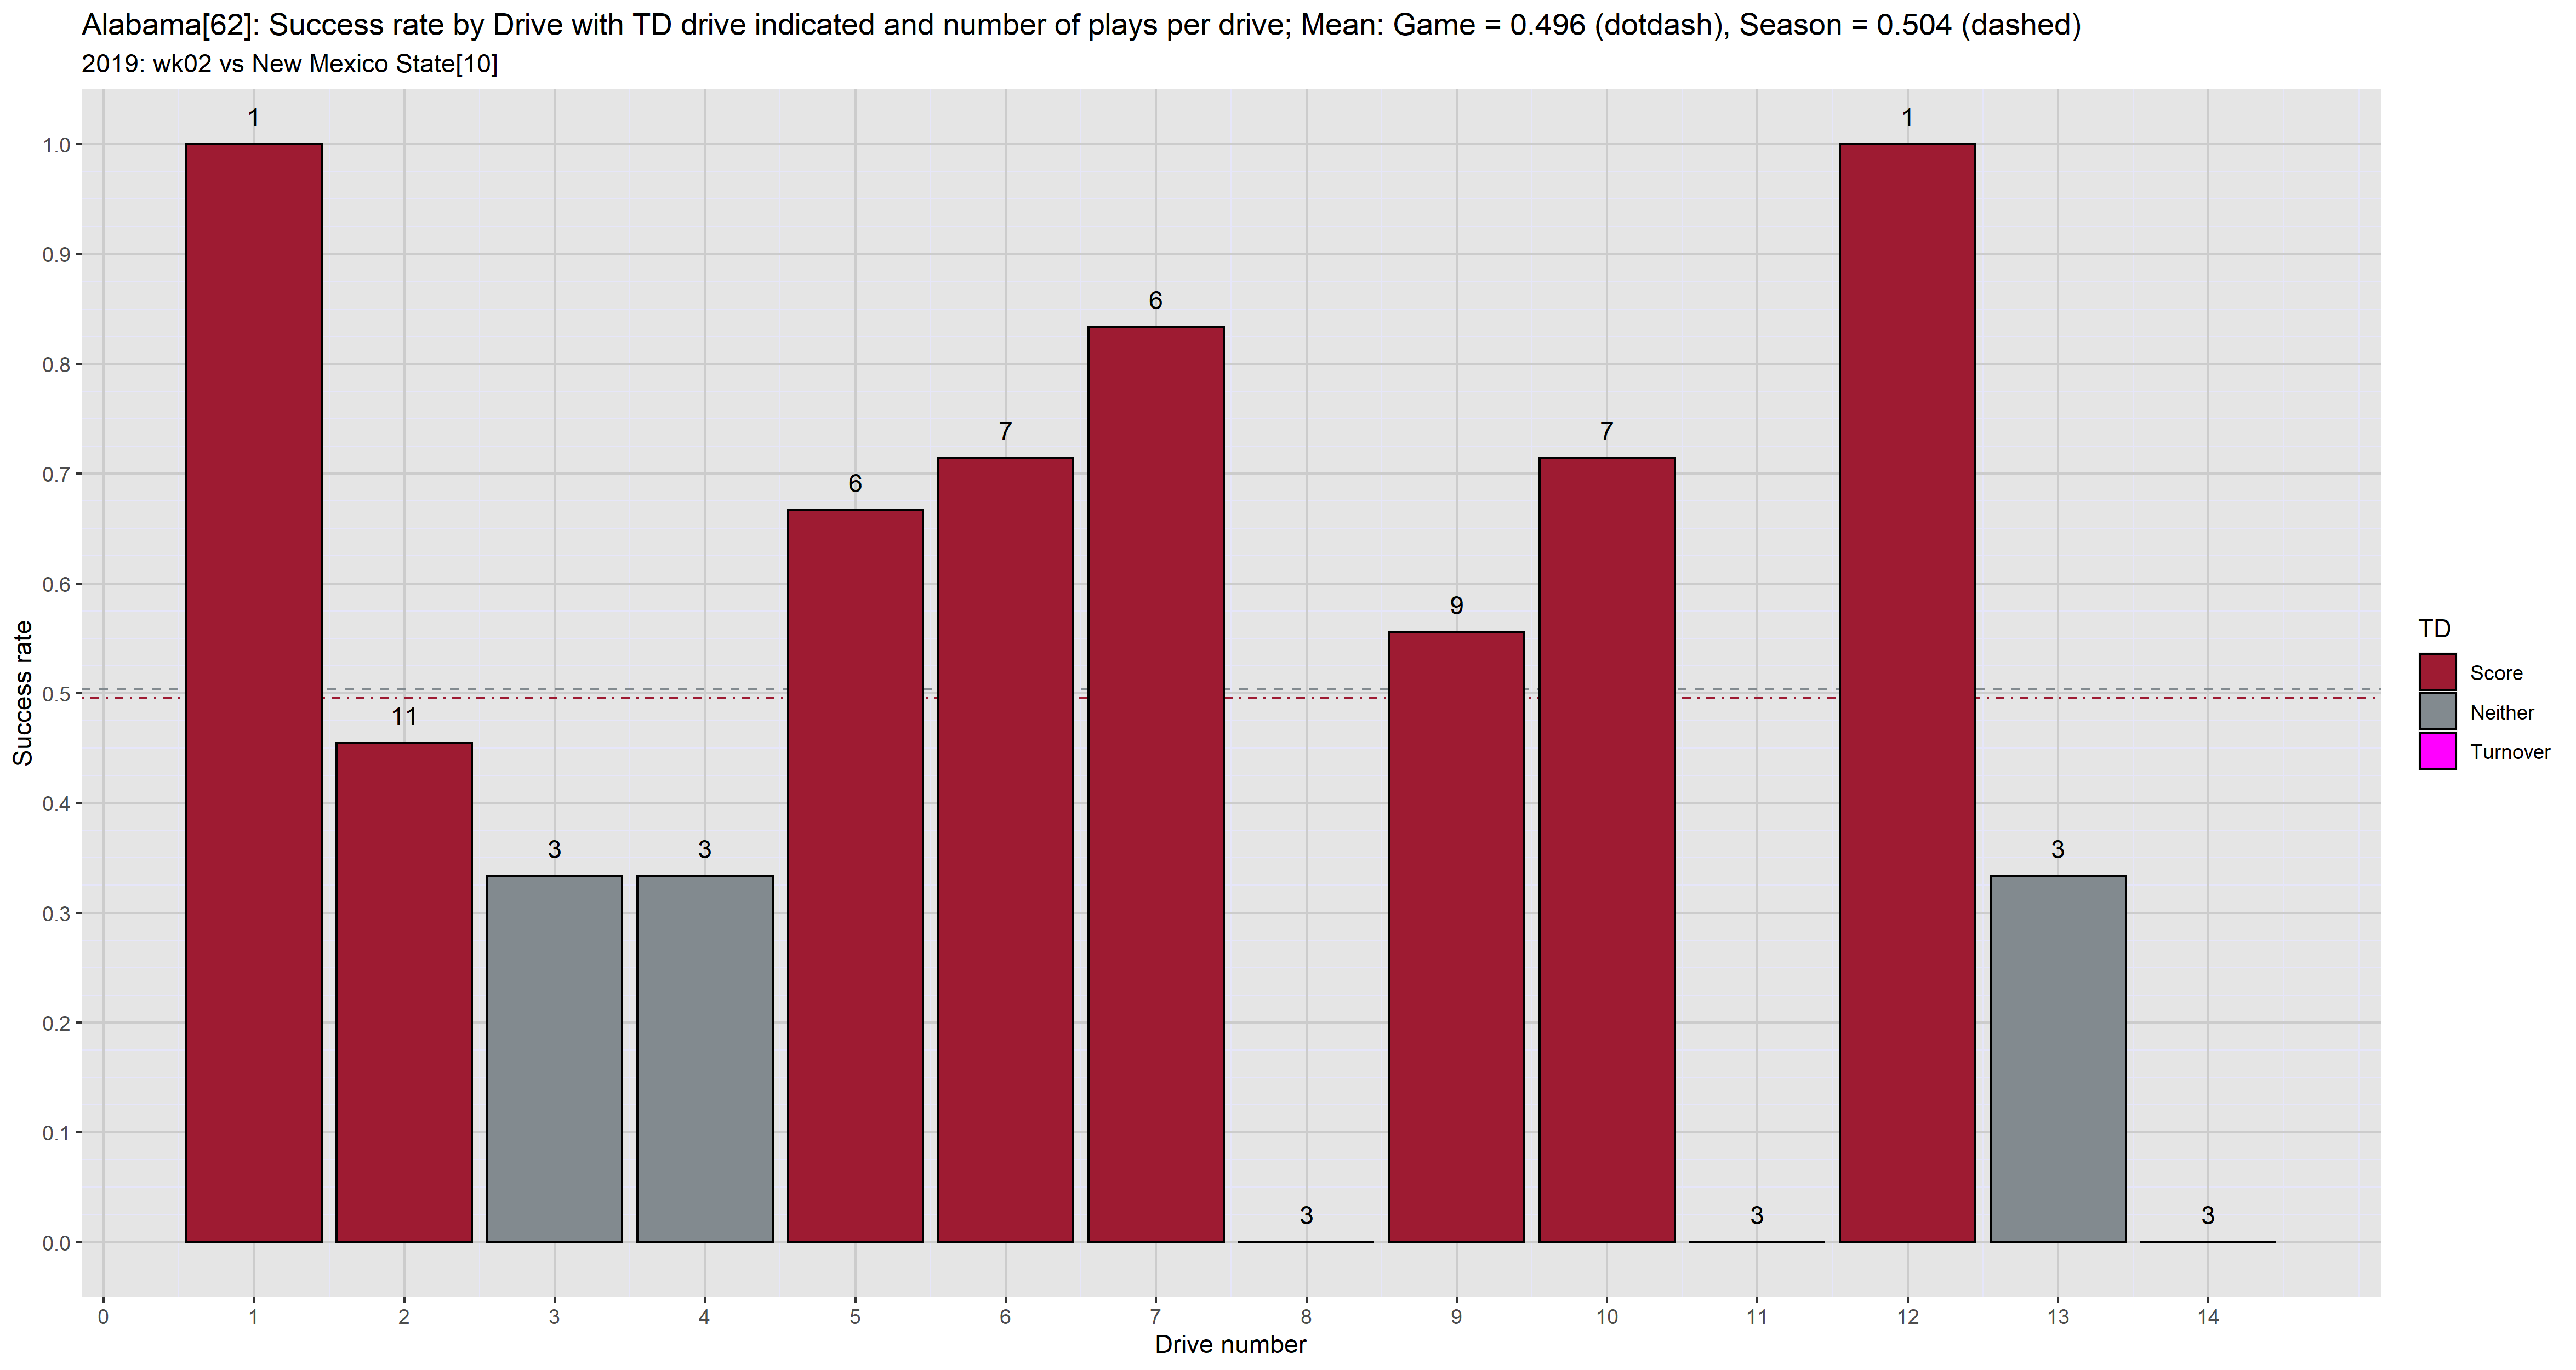 Alabama[62]: Success rate by Drive with TD drive indicated and number of plays per drive; Mean: Game = 0.496 (dotdash), Season = 0.504 (dashed)
2019: wk02 vs New Mexico State[10]
Success rate
1.0
0.9
0.8
0.7
0.6
0.5
0.4
0.3
0.2
0.1
0.0
1
11
3
3
6
7
6
3
9
7
3
1
3
3
0 1 2 3 4 5 6 7 8 9 10 11 12 13 14
Drive number
TD
Score
Neither
Turnover